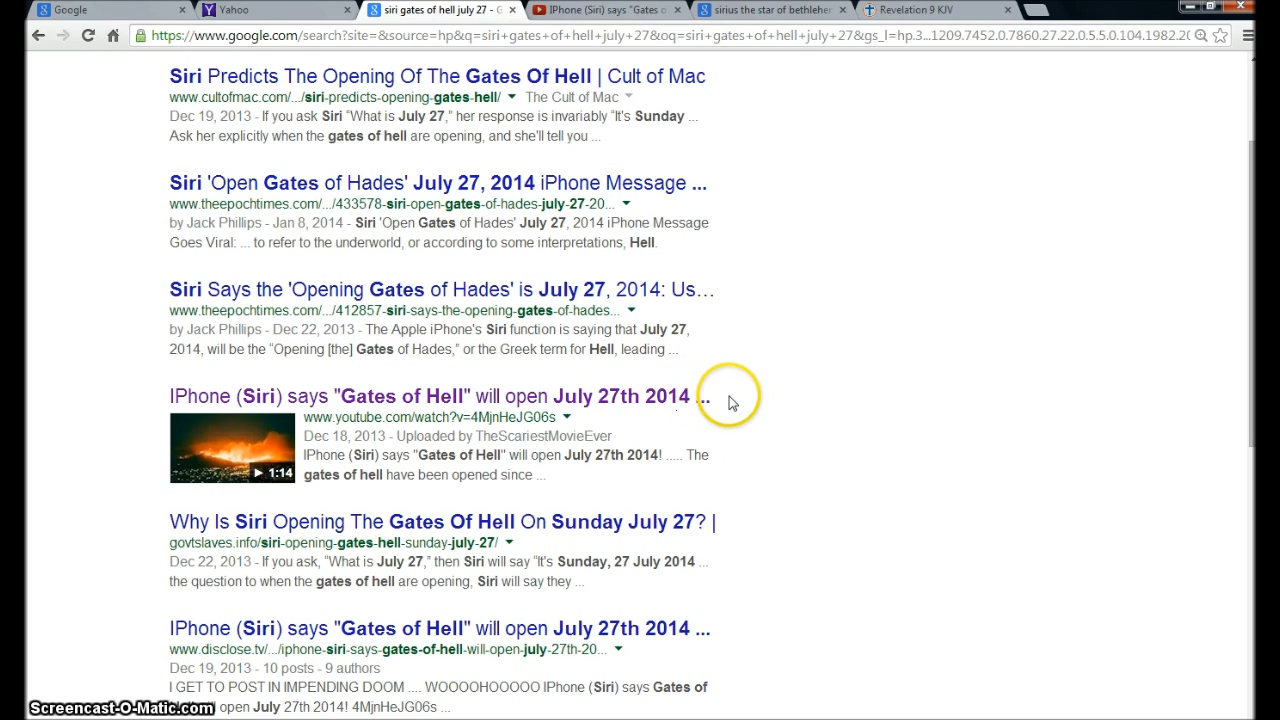 Google
Yahoo
siri gates of hell july 27 - G
IPhone (Siri) says "Gates o
sirius the star of bethleher
Revelation 9 KJV
https://www.google.com/search?site=&source=hp&q=siri+gates+of+hell+july+27&oq=siri+gates+of+hell+july+27&gs_l=hp.3...1209.7452.0.7860.27.22.0.5.5.0.104.1982.20
Siri Predicts The Opening Of The Gates Of Hell | Cult of Mac
www.cultofmac.com/.../siri-predicts-opening-gates-hell/ The Cult of Mac
Dec 19, 2013 - If you ask Siri “What is July 27,” her response is invariably “It's Sunday ...
Ask her explicitly when the gates of hell are opening, and she'll tell you ...
Siri 'Open Gates of Hades' July 27, 2014 iPhone Message ...
www.theepochtimes.com/.../433578-siri-open-gates-of-hades-july-27-20...
by Jack Phillips - Jan 8, 2014 - Siri 'Open Gates of Hades' July 27, 2014 iPhone Message
Goes Viral: ... to refer to the underworld, or according to some interpretations, Hell.
Siri Says the 'Opening Gates of Hades' is July 27, 2014: Us...
www.theepochtimes.com/.../412857-siri-says-the-opening-gates-of-hades...
by Jack Phillips - Dec 22, 2013 - The Apple iPhone's Siri function is saying that July 27,
2014, will be the “Opening [the] Gates of Hades,” or the Greek term for Hell, leading ...
IPhone (Siri) says "Gates of Hell" will open July 27th 2014 ...
www.youtube.com/watch?v=4MjnHeJG06s
Dec 18, 2013 - Uploaded by TheScariestMovieEver
IPhone (Siri) says "Gates of Hell" will open July 27th 2014! ..... The
gates of hell have been opened since ...
1:14
Why Is Siri Opening The Gates Of Hell On Sunday July 27? |
govtslaves.info/siri-opening-gates-hell-sunday-july-27/
Dec 22, 2013 - If you ask, “What is July 27,” then Siri will say “It's Sunday, 27 July 2014 ...
the question to when the gates of hell are opening, Siri will say they ...
IPhone (Siri) says "Gates of Hell" will open July 27th 2014 ...
www.disclose.tv/.../iphone-siri-says-gates-of-hell-will-open-july-27th-20...
Dec 19, 2013 - 10 posts - 9 authors
I GET TO POST IN IMPENDING DOOM .... WOOOHOOOOO IPhone (Siri) says Gates of
open July 27th 2014! 4MjnHeJG06s ...
Screencast-O-Matic.com